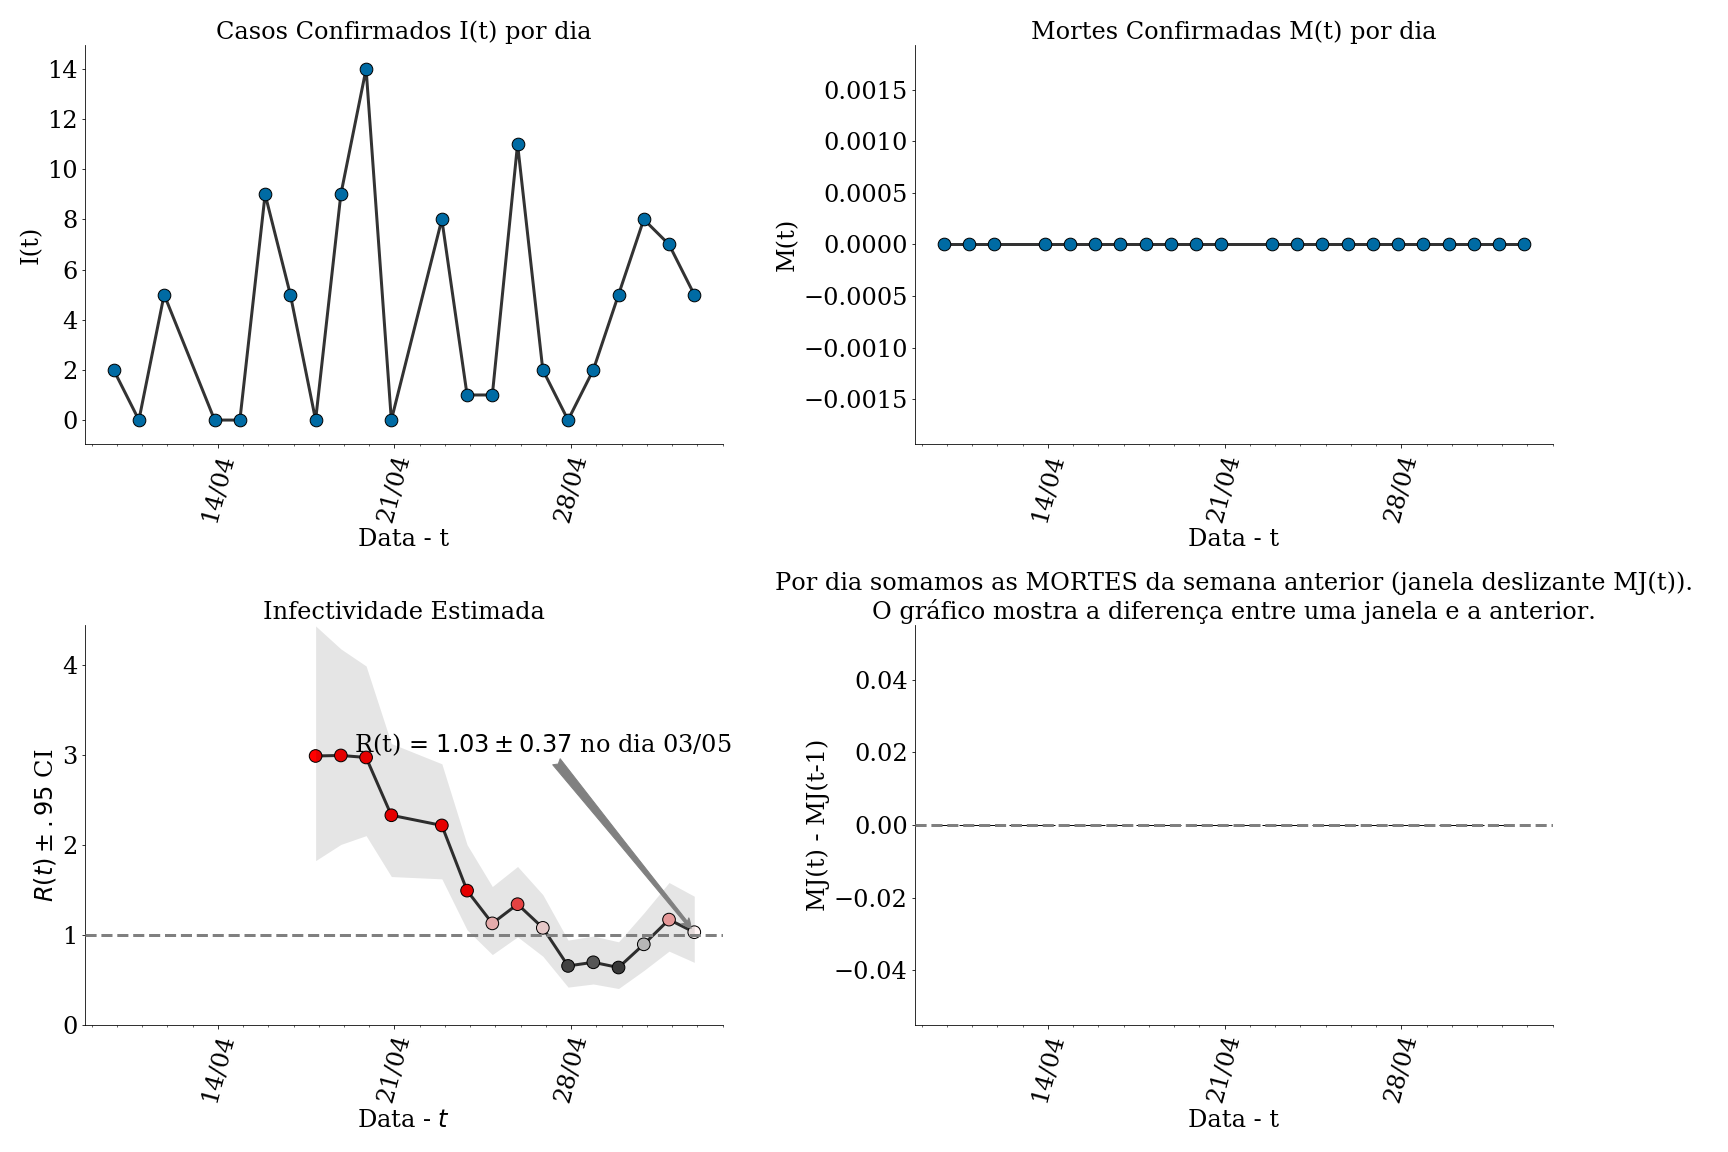 Casos Confirmados I(t) por dia
14
12
10
8
6
4
2
0
I(t)
14/04
21/04
28/04
Data - t
Mortes Confirmadas M(t) por dia
0.0015
0.0010
0.0005
0.0000
−0.0005
−0.0010
−0.0015
M(t)
14/04
21/04
28/04
Data - t
Infectividade Estimada
4
3
2
1
0
R(t) ± .95 CI
R(t) = 1.03 ± 0.37 no dia 03/05
14/04
21/04
28/04
Data - t
Por dia somamos as MORTES da semana anterior (janela deslizante MJ(t)).
O gráfico mostra a diferença entre uma janela e a anterior.
0.04
0.02
0.00
−0.02
−0.04
MJ(t) - MJ(t-1)
14/04
21/04
28/04
Data - t